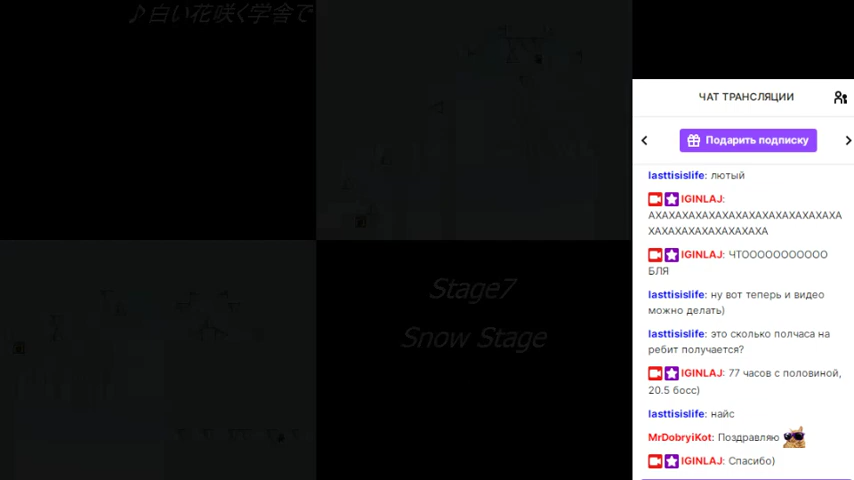 ♪白い花咲く学舎で
Stage7
Snow Stage
ЧАТ ТРАНСЛЯЦИИ
Подарить подписку
lasttisislife: лютый
IGINLAJ:
АХАХАХАХАХАХАХАХАХАХАХАХАХАХА
ХАХАХАХАХАХАХАХАХА
IGINLAJ: ЧТООООООООООО
БЛЯ
lasttisislife: ну вот теперь и видео
можно делать)
lasttisislife: это сколько полчаса на
ребит получается?
IGINLAJ: 77 часов с половиной,
20.5 босс)
lasttisislife: найс
MrDobryiKot: Поздравляю
IGINLAJ: Спасибо)